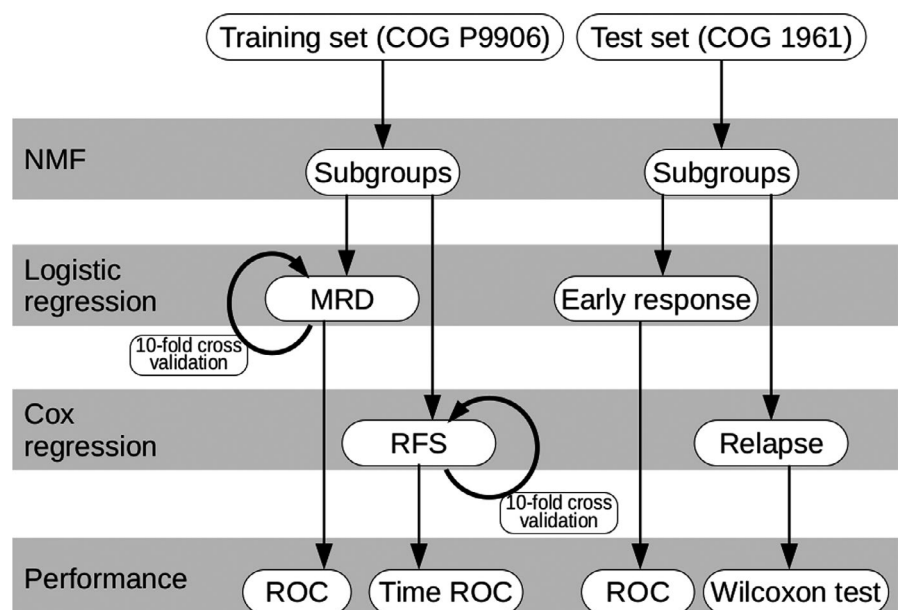 Training set (COG P9906)
Test set (COG 1961)
NMF
Subgroups
Subgroups
Logistic
regression
MRD
Early response
10-fold cross
validation
Cox
regression
RFS
Relapse
10-fold cross
validation
Performance
ROC
Time ROC
ROC
Wilcoxon test